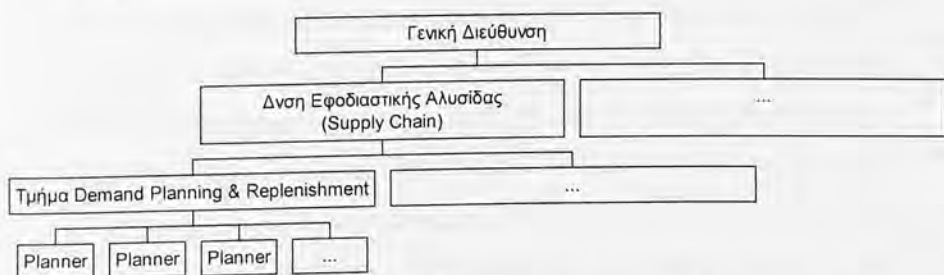 Γενική Διεύθυνση
Δνση Εφοδιαστικής Αλυσίδας
(Supply Chain)
...
Τμήμα Demand Planning & Replenishment
...
Planner
Planner
Planner
...